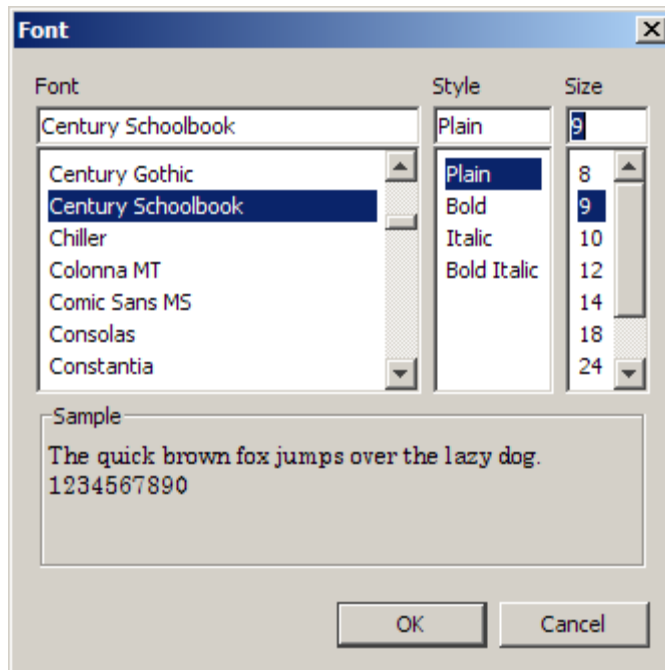 Font
Font
Style
Size
Century Schoolbook
Plain
9
Century Gothic
Century Schoolbook
Chiller
Colonna MT
Comic Sans MS
Consolas
Constantia
Plain
Bold
Italic
Bold Italic
8
9
10
12
14
18
24
Sample
The quick brown fox jumps over the lazy dog.
1234567890
OK
Cancel